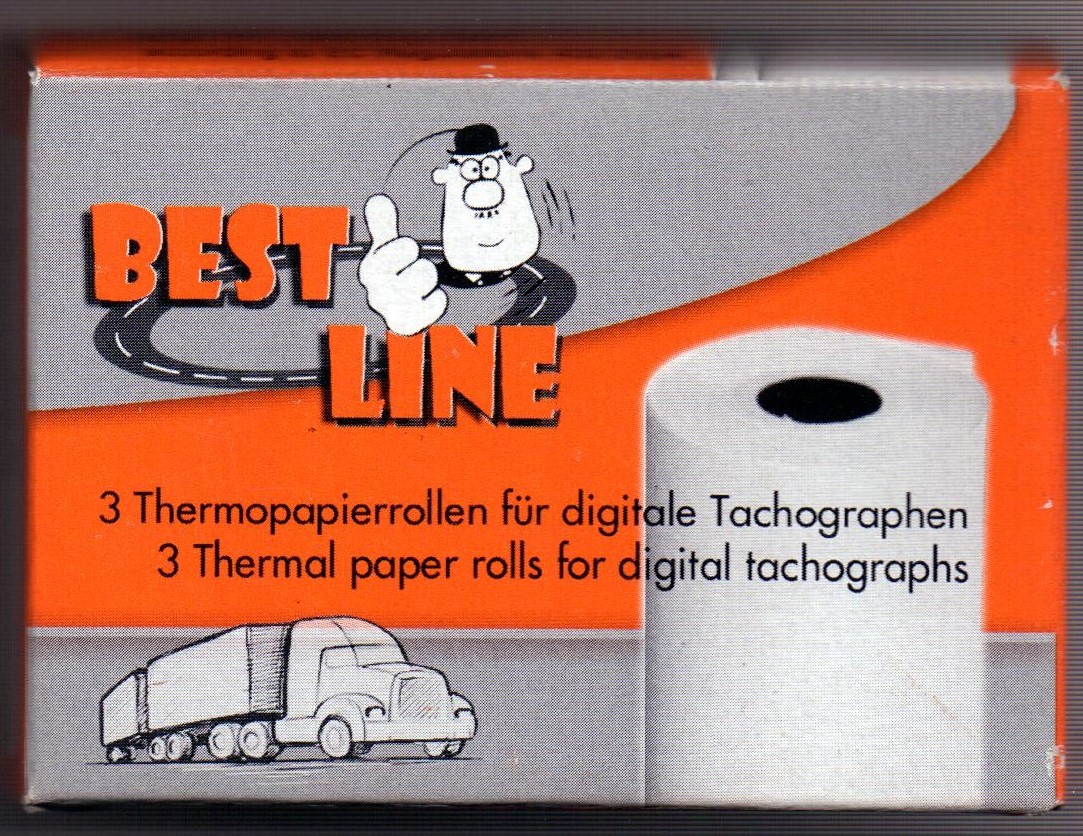 BEST
LINE
3 Thermopapierrollen für digitale Tachographen
3 Thermal paper rolls for digital tachographs